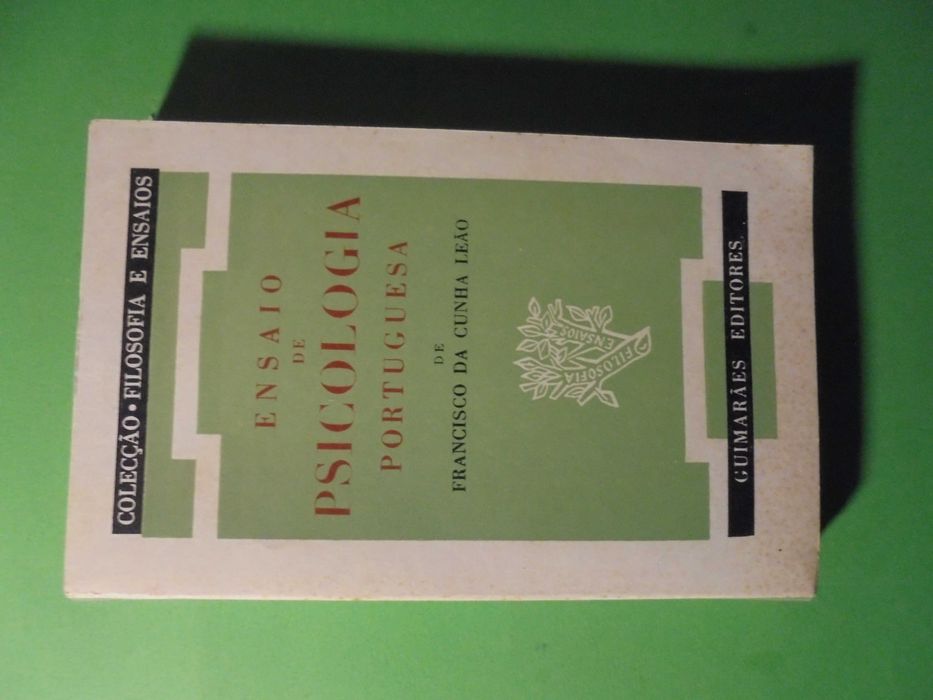 COLECÇÃO • FILOSOFIA E ENSAIOS
ENSAIO
DE
PSICOLOGIA
PORTUGUESA
DE
FRANCISCO DA CUNHA LEÃO
FILOSOFIA
ENSAIOS
GUIMARÃES EDITORES